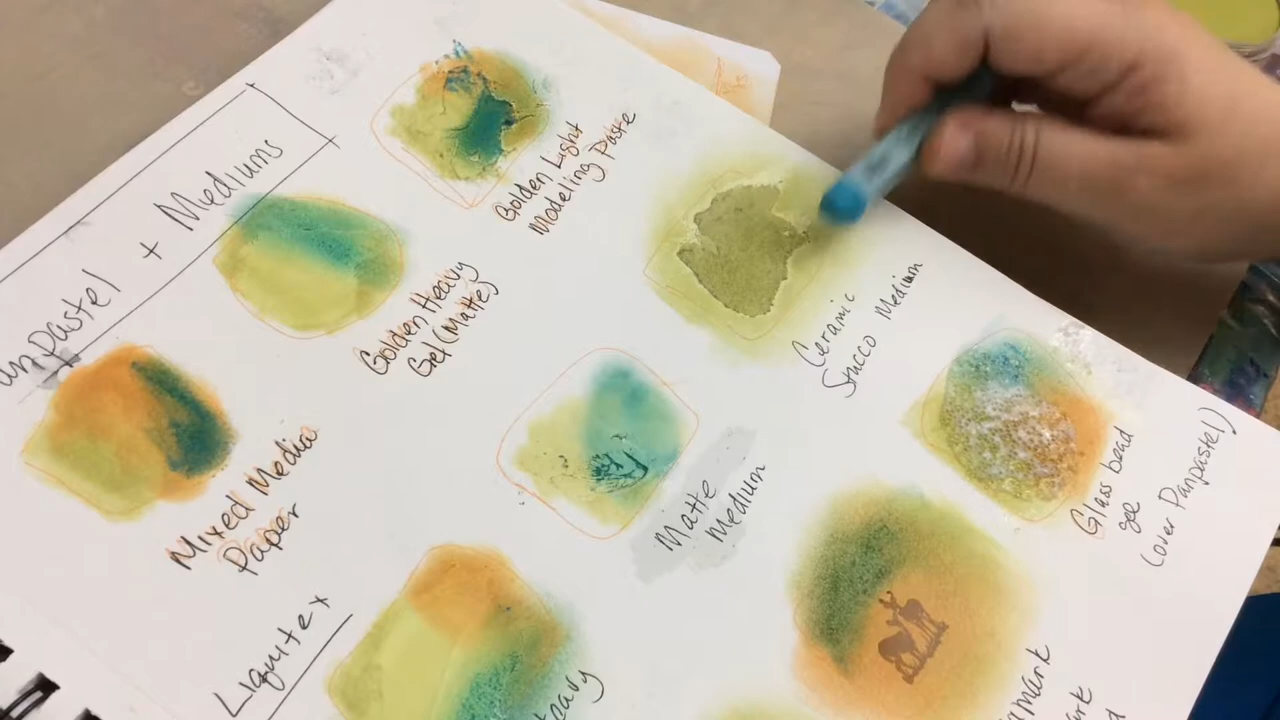 + Mediums
Golden Light
Modeling Paste
Golden Heavy
Gel (Matte)
Ceramic
Stucco Medium
Mixed Media
Paper
Matte
Medium
Glass bead
gel
(over Panpastel)
Liquitex